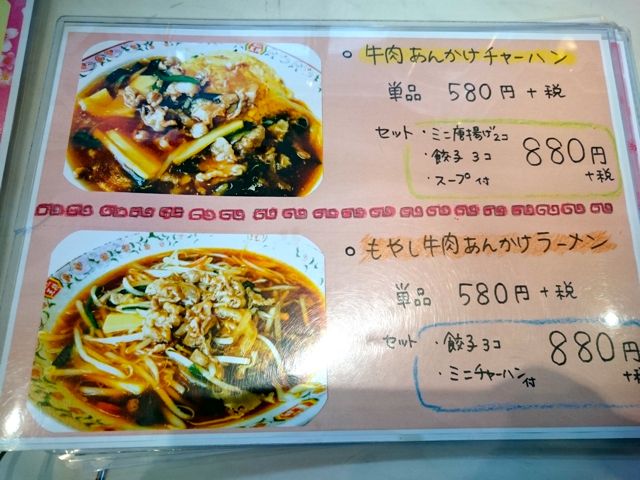 ○ 牛肉あんかけチャーハン
単品 580円+税
セット ・ミニ唐揚げ2コ
・餃子3コ 880円
・スープ付 +税
○ もやし牛肉あんかけラーメン
単品 580円+税
セット ・餃子3コ 880円
・ミニチャーハン付 +税